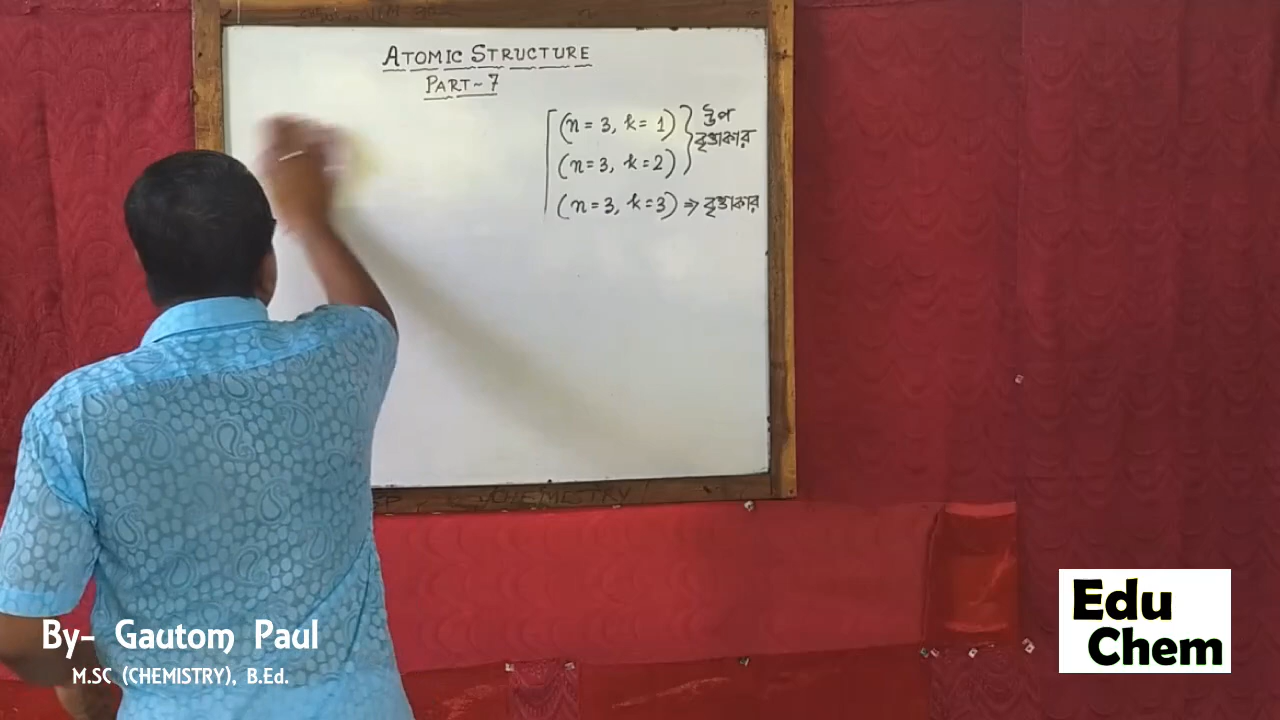 ATOMIC STRUCTURE
PART~7
(n = 3, k = 1)
(n = 3, k = 2)
উপ
বৃত্তাকার
(n = 3, k = 3) ⇒ বৃত্তাকার
CHEMISTRY
By- Gautom Paul
M.SC (CHEMISTRY), B.Ed.
Edu
Chem